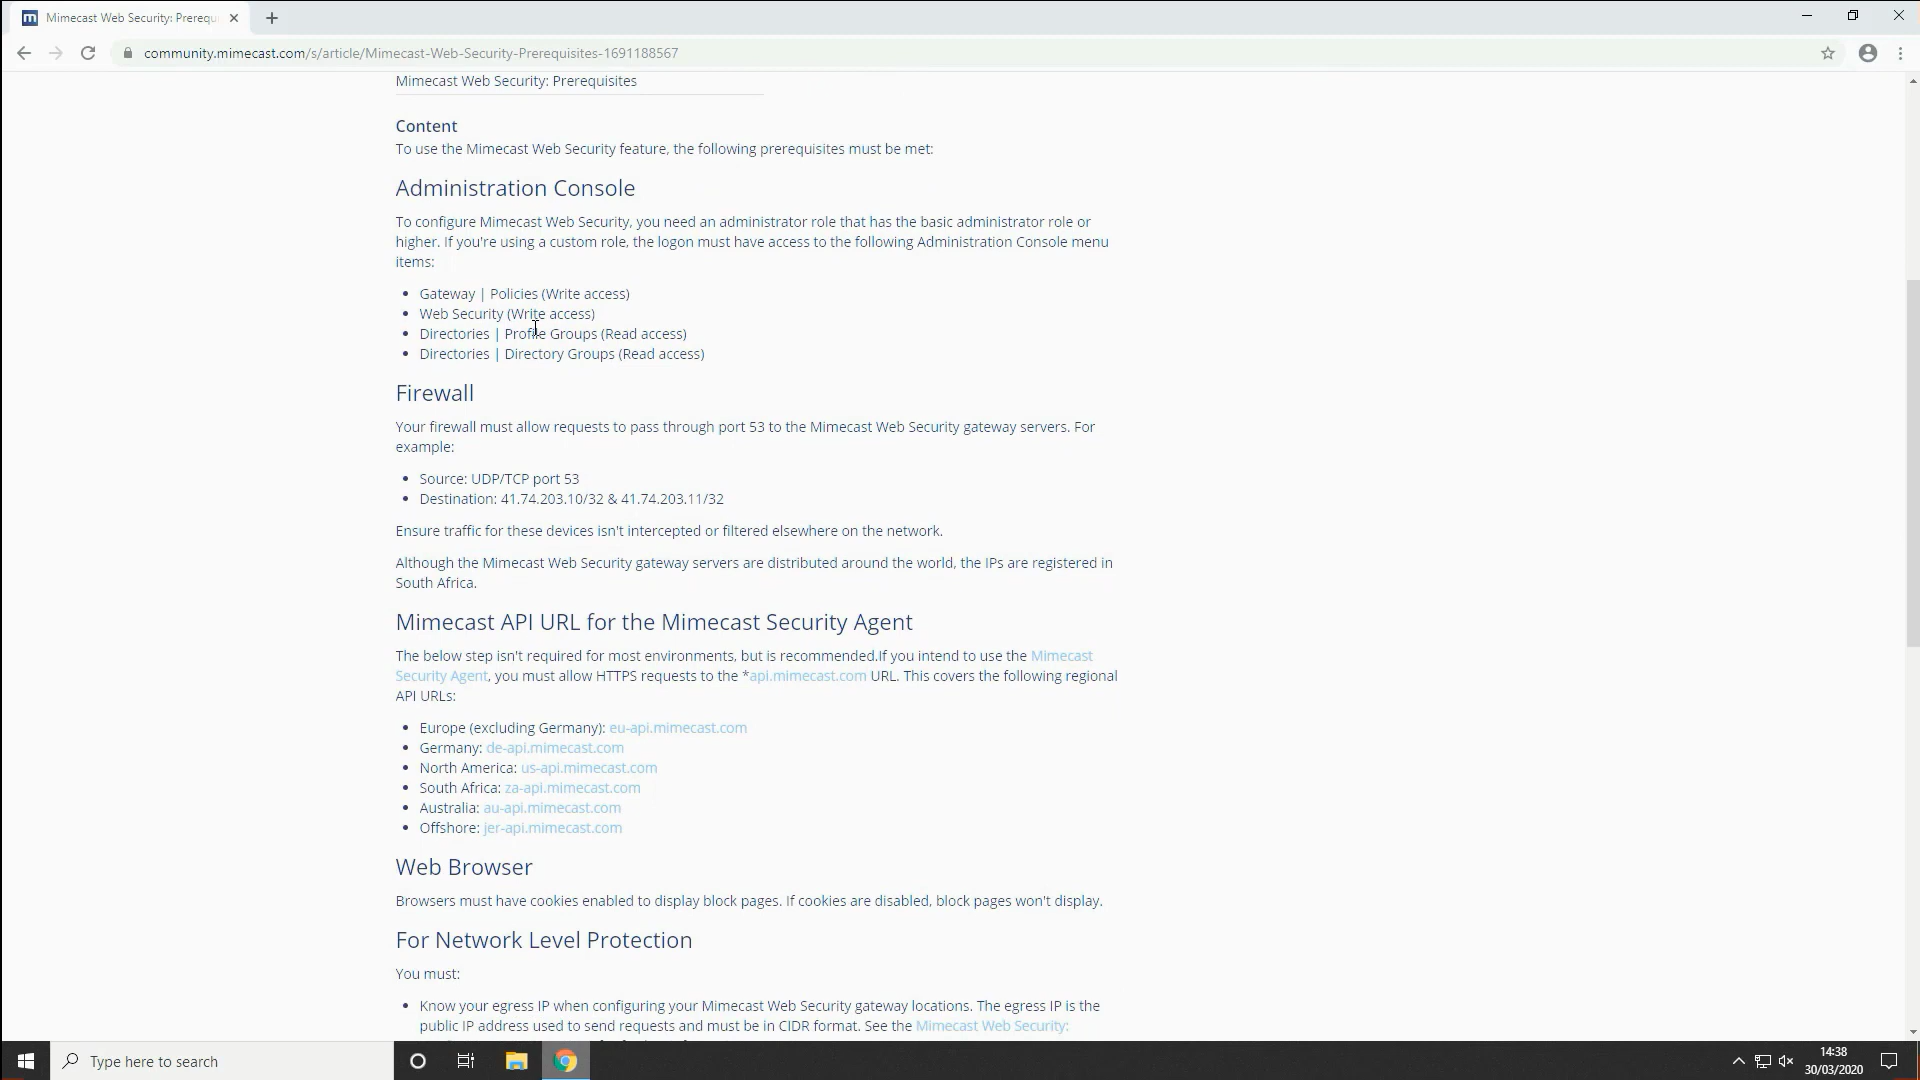 Mimecast Web Security: Prerequ
community.mimecast.com/s/article/Mimecast-Web-Security-Prerequisites-1691188567
Mimecast Web Security: Prerequisites
Content
To use the Mimecast Web Security feature, the following prerequisites must be met:
Administration Console
To configure Mimecast Web Security, you need an administrator role that has the basic administrator role or
higher. If you're using a custom role, the logon must have access to the following Administration Console menu
items:
• Gateway | Policies (Write access)
• Web Security (Write access)
• Directories | Profile Groups (Read access)
• Directories | Directory Groups (Read access)
Firewall
Your firewall must allow requests to pass through port 53 to the Mimecast Web Security gateway servers. For
example:
• Source: UDP/TCP port 53
• Destination: 41.74.203.10/32 & 41.74.203.11/32
Ensure traffic for these devices isn't intercepted or filtered elsewhere on the network.
Although the Mimecast Web Security gateway servers are distributed around the world, the IPs are registered in
South Africa.
Mimecast API URL for the Mimecast Security Agent
The below step isn't required for most environments, but is recommended.If you intend to use the Mimecast
Security Agent, you must allow HTTPS requests to the *api.mimecast.com URL. This covers the following regional
API URLs:
• Europe (excluding Germany): eu-api.mimecast.com
• Germany: de-api.mimecast.com
• North America: us-api.mimecast.com
• South Africa: za-api.mimecast.com
• Australia: au-api.mimecast.com
• Offshore: jer-api.mimecast.com
Web Browser
Browsers must have cookies enabled to display block pages. If cookies are disabled, block pages won't display.
For Network Level Protection
You must:
• Know your egress IP when configuring your Mimecast Web Security gateway locations. The egress IP is the
public IP address used to send requests and must be in CIDR format. See the Mimecast Web Security:
Type here to search
14:38
30/03/2020